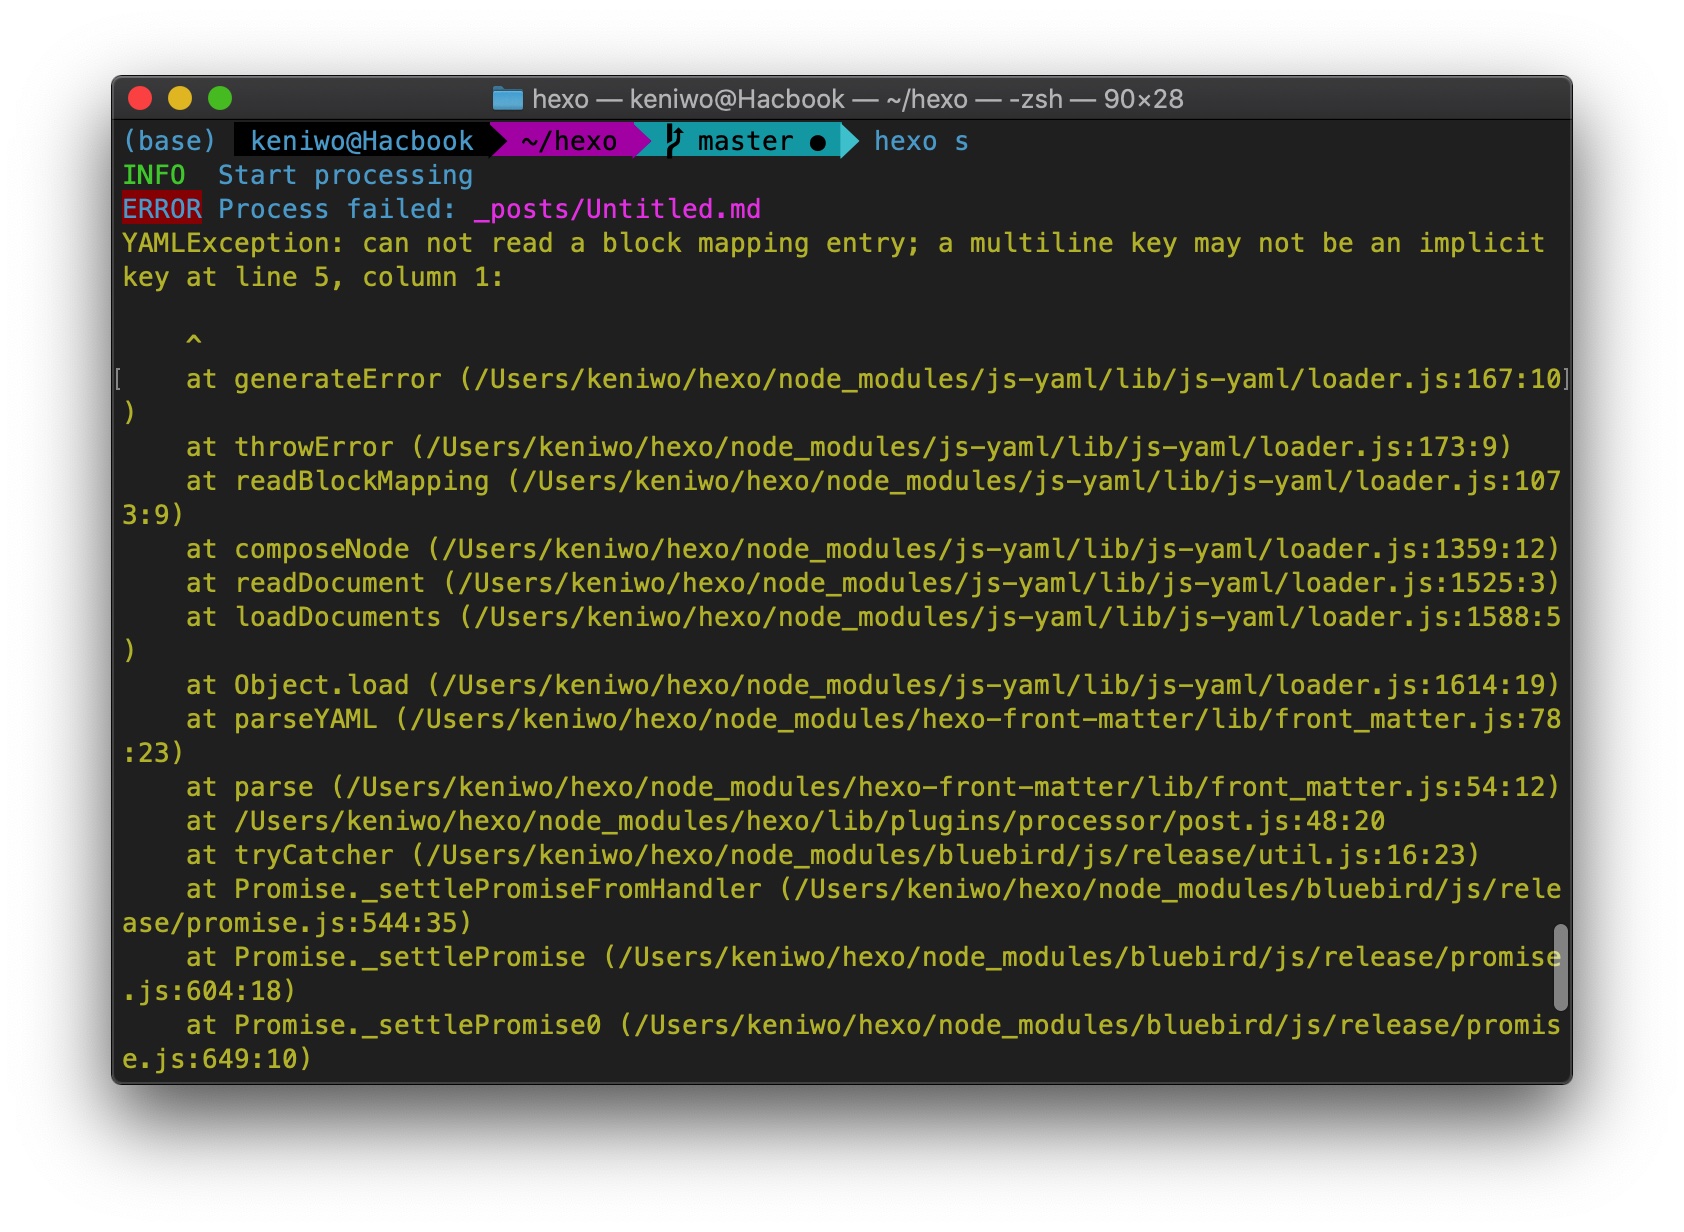 hexo — keniwo@Hacbook — ~/hexo — -zsh — 90×28
(base) keniwo@Hacbook ~/hexo master ● hexo s
INFO  Start processing
ERROR Process failed: _posts/Untitled.md
YAMLException: can not read a block mapping entry; a multiline key may not be an implicit
key at line 5, column 1:
    ^
[    at generateError (/Users/keniwo/hexo/node_modules/js-yaml/lib/js-yaml/loader.js:167:10]
)
    at throwError (/Users/keniwo/hexo/node_modules/js-yaml/lib/js-yaml/loader.js:173:9)
    at readBlockMapping (/Users/keniwo/hexo/node_modules/js-yaml/lib/js-yaml/loader.js:107
3:9)
    at composeNode (/Users/keniwo/hexo/node_modules/js-yaml/lib/js-yaml/loader.js:1359:12)
    at readDocument (/Users/keniwo/hexo/node_modules/js-yaml/lib/js-yaml/loader.js:1525:3)
    at loadDocuments (/Users/keniwo/hexo/node_modules/js-yaml/lib/js-yaml/loader.js:1588:5
)
    at Object.load (/Users/keniwo/hexo/node_modules/js-yaml/lib/js-yaml/loader.js:1614:19)
    at parseYAML (/Users/keniwo/hexo/node_modules/hexo-front-matter/lib/front_matter.js:78
:23)
    at parse (/Users/keniwo/hexo/node_modules/hexo-front-matter/lib/front_matter.js:54:12)
    at /Users/keniwo/hexo/node_modules/hexo/lib/plugins/processor/post.js:48:20
    at tryCatcher (/Users/keniwo/hexo/node_modules/bluebird/js/release/util.js:16:23)
    at Promise._settlePromiseFromHandler (/Users/keniwo/hexo/node_modules/bluebird/js/rele
ase/promise.js:544:35)
    at Promise._settlePromise (/Users/keniwo/hexo/node_modules/bluebird/js/release/promise
.js:604:18)
    at Promise._settlePromise0 (/Users/keniwo/hexo/node_modules/bluebird/js/release/promis
e.js:649:10)